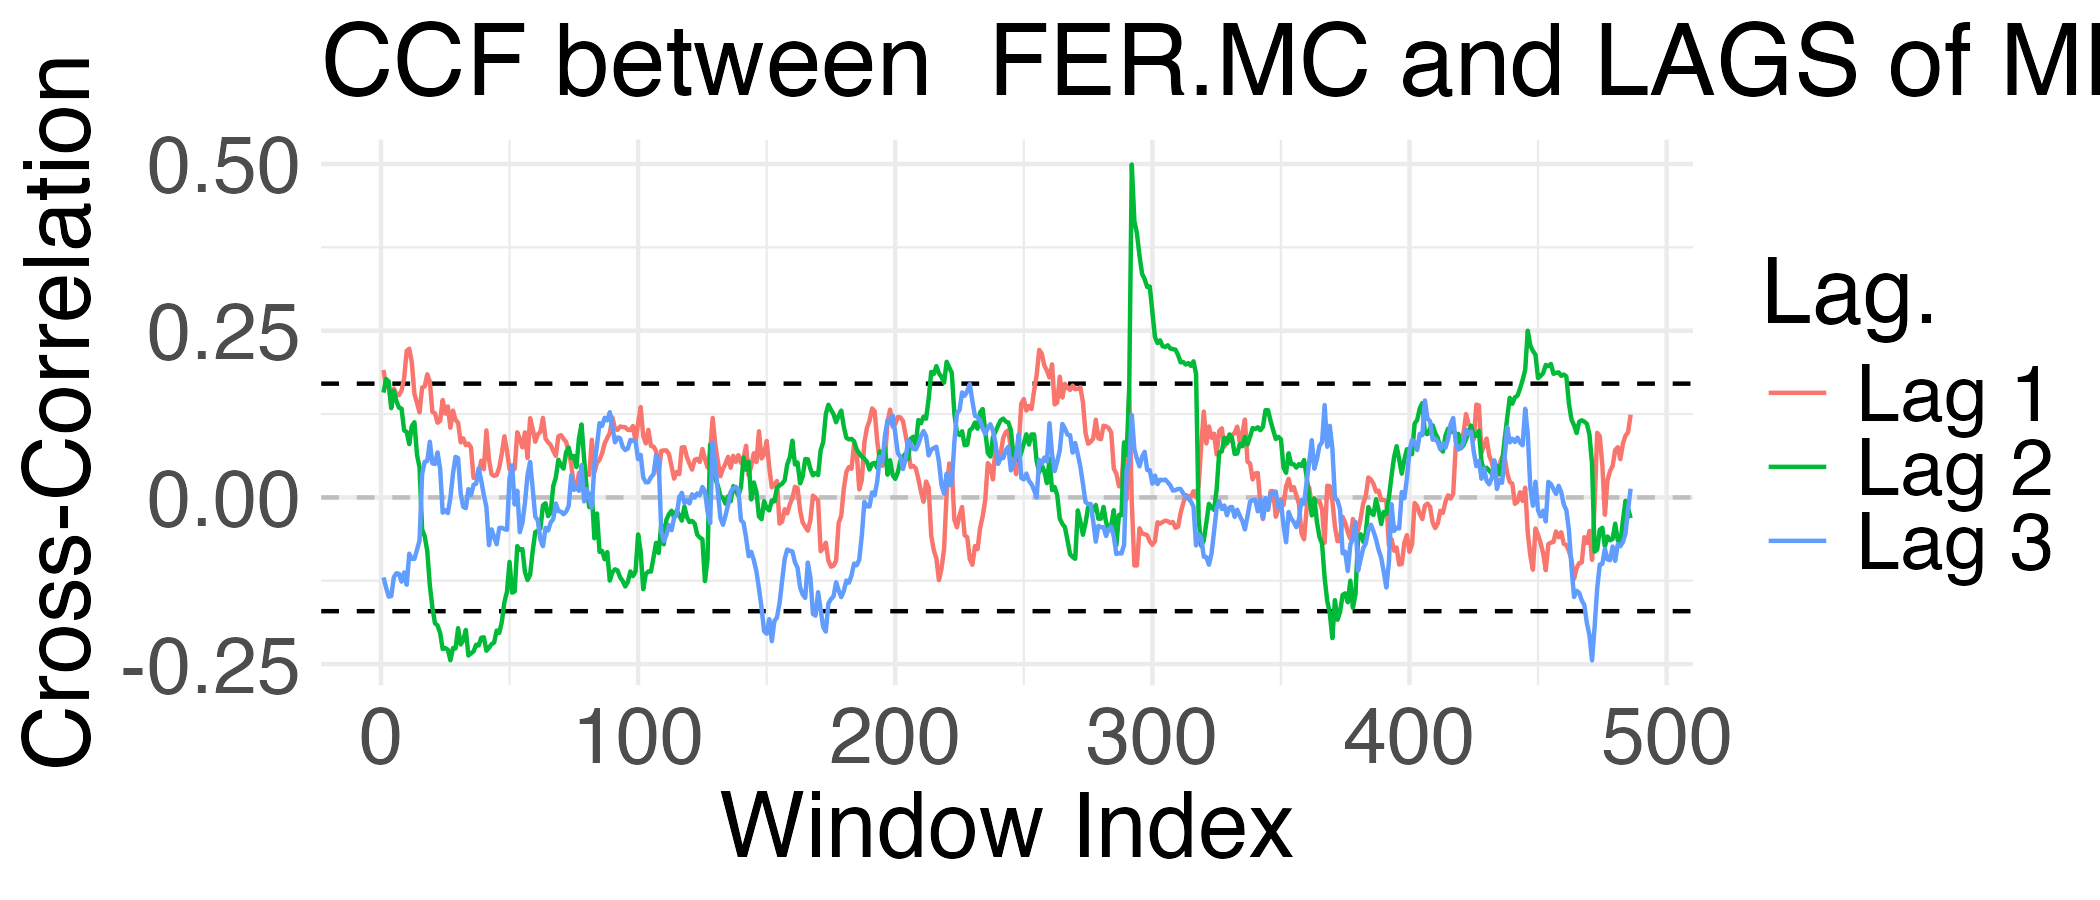 CCF between  FER.MC and LAGS of
Cross-Correlation
0.50
0.25
0.00
-0.25
0
100
200
300
400
500
Window Index
Lag.
Lag 1
Lag 2
Lag 3